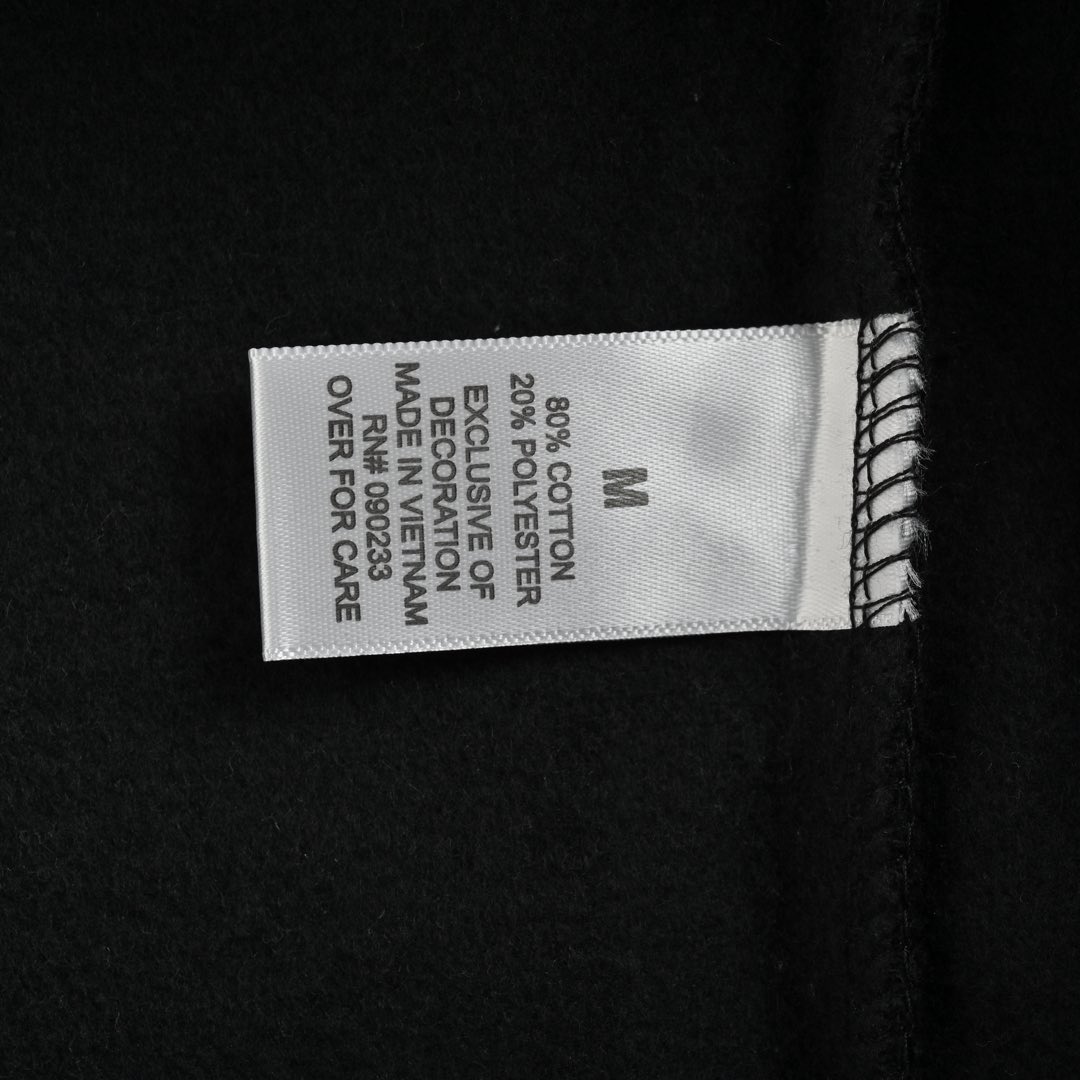 M
80% COTTON
20% POLYESTER
EXCLUSIVE OF
DECORATION
MADE IN VIETNAM
RN# 090233
OVER FOR CARE